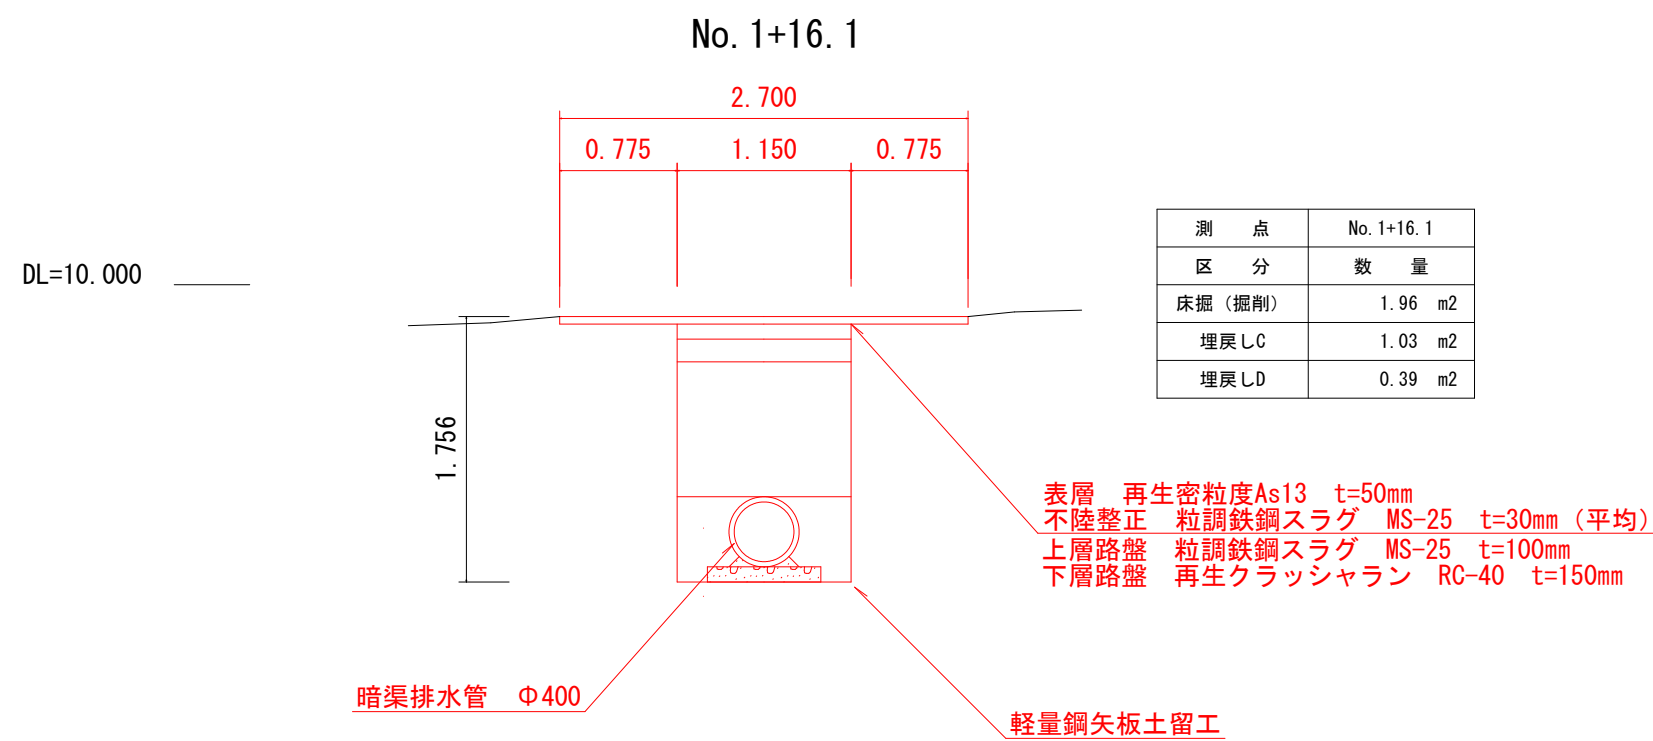 No.1+16.1
2.700
0.775 1.150 0.775
DL=10.000
測 点 No.1+16.1
区 分 数 量
床掘（掘削） 1.96 m2
埋戻しC 1.03 m2
埋戻しD 0.39 m2
1.756
表層 再生密粒度As13 t=50mm
不陸整正 粒調鉄鋼スラグ MS-25 t=30mm（平均）
上層路盤 粒調鉄鋼スラグ MS-25 t=100mm
下層路盤 再生クラッシャラン RC-40 t=150mm
暗渠排水管 Φ400
軽量鋼矢板土留工